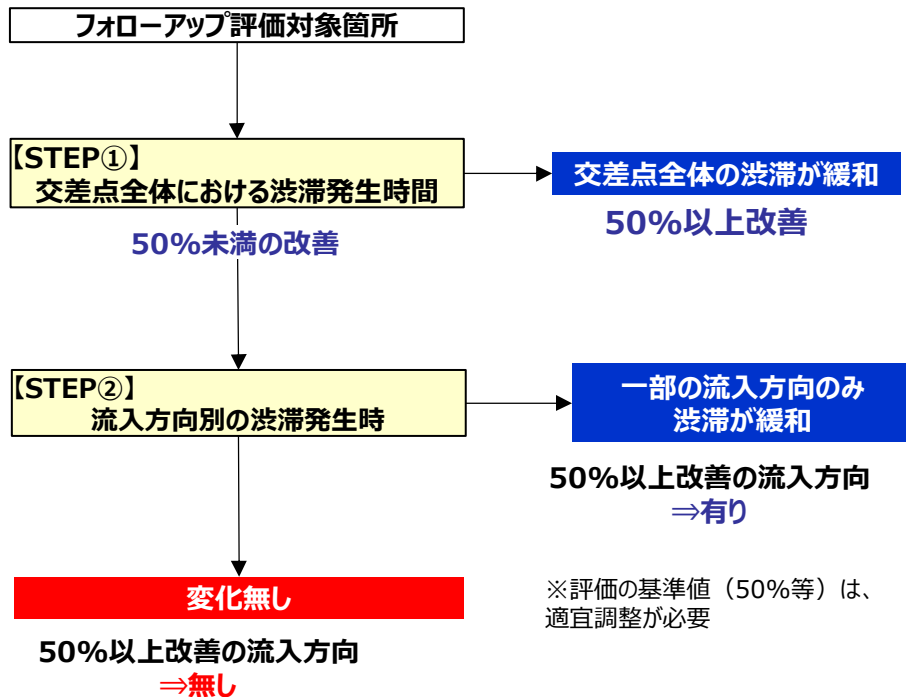 フォローアップ評価対象箇所
【STEP①】
交差点全体における渋滞発生時間
交差点全体の渋滞が緩和
50%以上改善
50%未満の改善
【STEP②】
流入方向別の渋滞発生時
一部の流入方向のみ
渋滞が緩和
50%以上改善の流入方向
⇒有り
変化無し
50%以上改善の流入方向
⇒無し
※評価の基準値（50%等）は、
適宜調整が必要